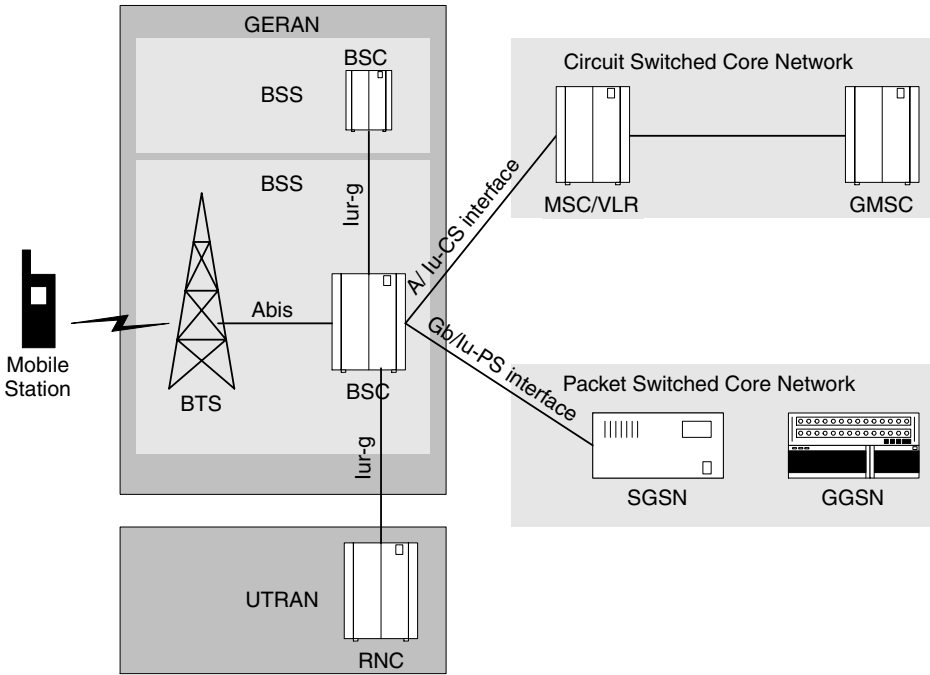 GERAN
BSC
BSS
BSS
Iur-g
Abis
BSC
BTS
Mobile
Station
Iur-g
UTRAN
RNC
A/ Iu-CS interface
Gb/Iu-PS interface
Circuit Switched Core Network
MSC/VLR
GMSC
Packet Switched Core Network
SGSN
GGSN